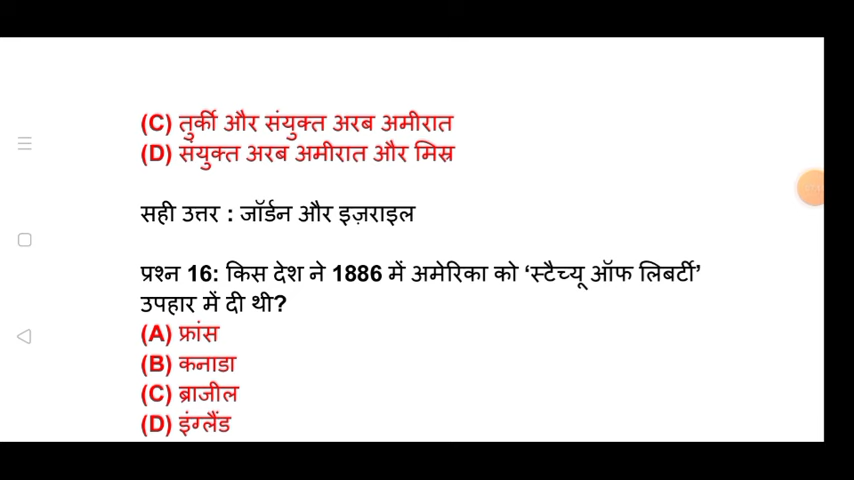 (C) तुर्की और संयुक्त अरब अमीरात
(D) संयुक्त अरब अमीरात और मिस्र
सही उत्तर : जॉर्डन और इज़राइल
प्रश्न 16: किस देश ने 1886 में अमेरिका को ‘स्टैच्यू ऑफ लिबर्टी’
उपहार में दी थी?
(A) फ्रांस
(B) कनाडा
(C) ब्राजील
(D) इंग्लैंड